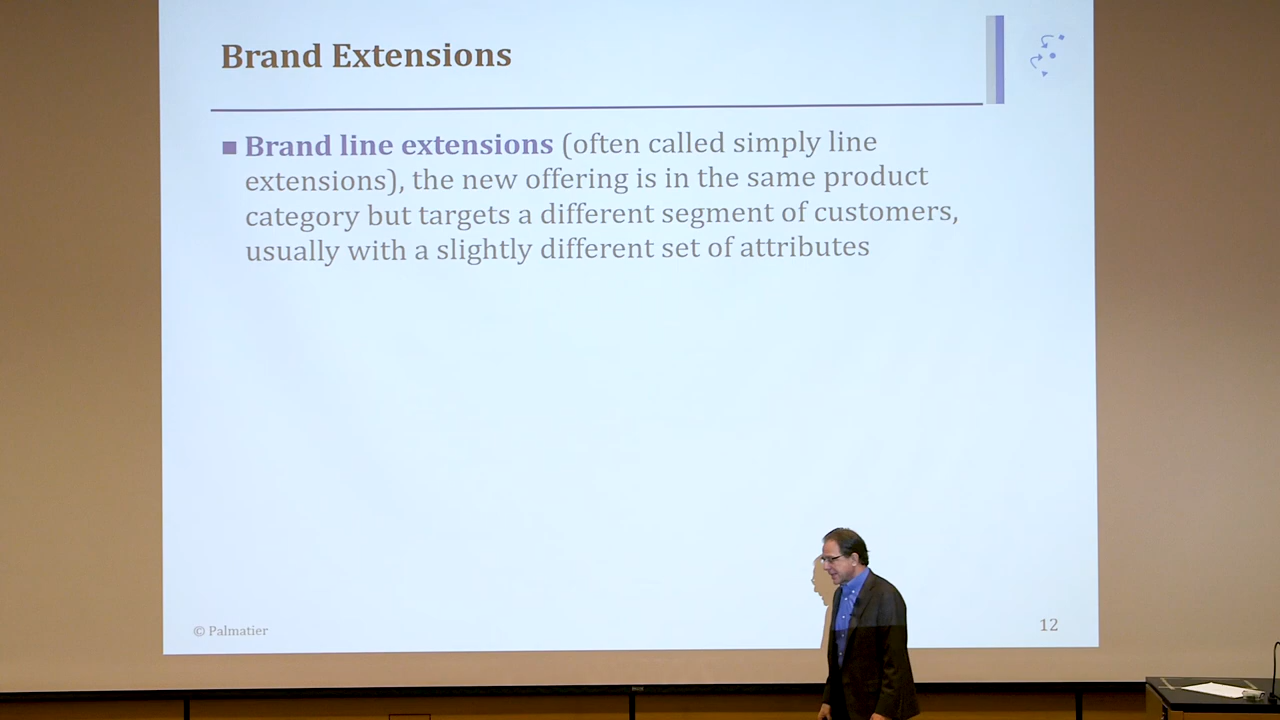 Brand Extensions
Brand line extensions (often called simply line
extensions), the new offering is in the same product
category but targets a different segment of customers,
usually with a slightly different set of attributes
© Palmatier
12